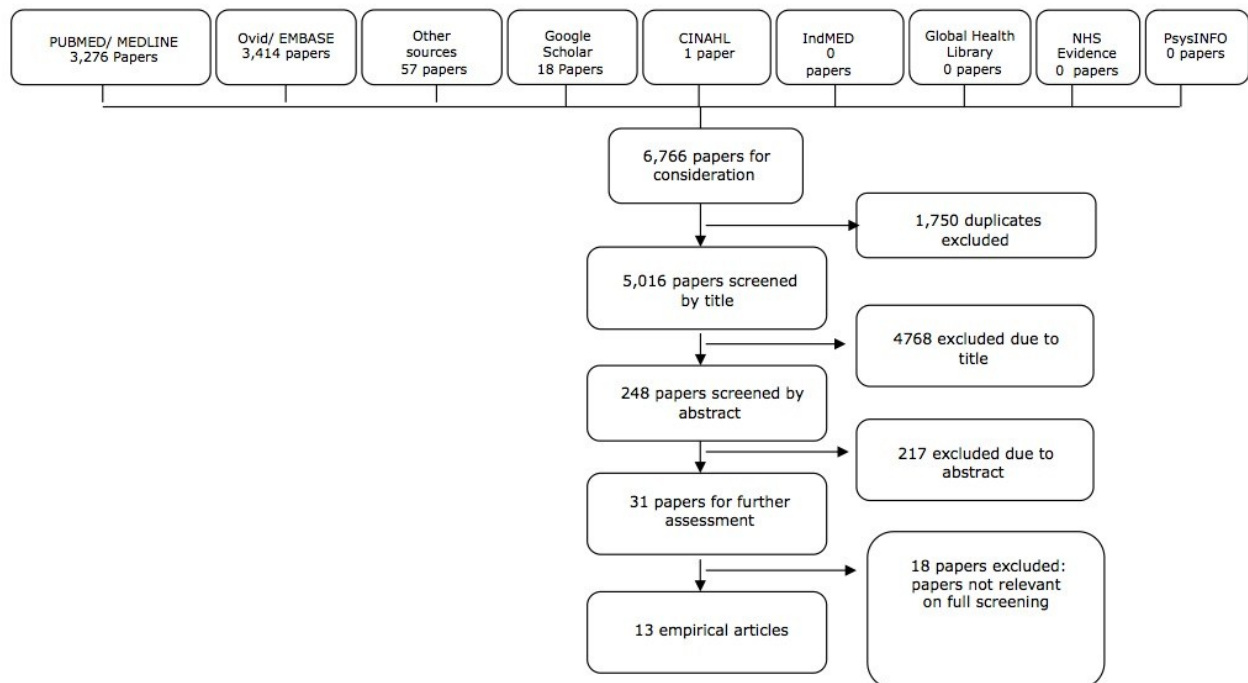 PUBMED/ MEDLINE
3,276 Papers
Ovid/ EMBASE
3,414 papers
Other
sources
57 papers
Google
Scholar
18 Papers
CINAHL
1 paper
IndMED
0
papers
Global Health
Library
0 papers
NHS
Evidence
0 papers
PsysINFO
0 papers
6,766 papers for
consideration
1,750 duplicates
excluded
5,016 papers screened
by title
4768 excluded due to
title
248 papers screened by
abstract
217 excluded due to
abstract
31 papers for further
assessment
18 papers excluded:
papers not relevant
on full screening
13 empirical articles